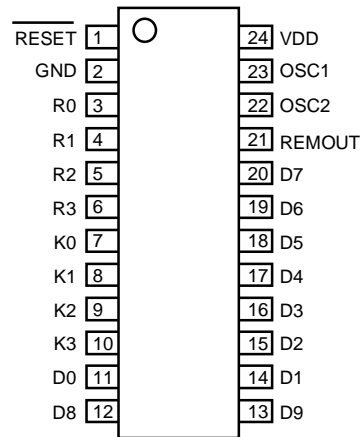 RESET 1 24 VDD
GND 2 23 OSC1
R0 3 22 OSC2
R1 4 21 REMOUT
R2 5 20 D7
R3 6 19 D6
K0 7 18 D5
K1 8 17 D4
K2 9 16 D3
K3 10 15 D2
D0 11 14 D1
D8 12 13 D9